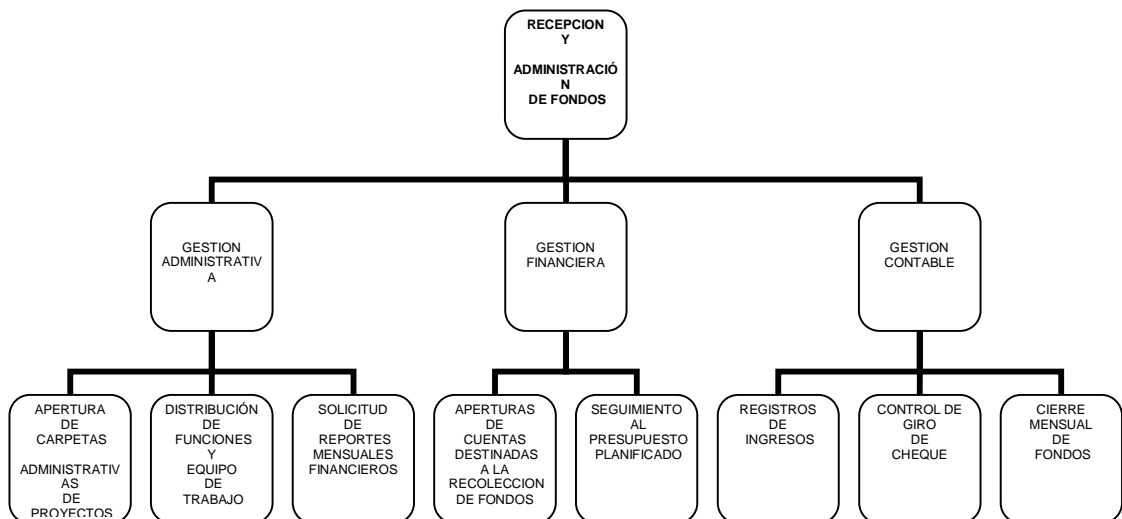 RECEPCION
Y
ADMINISTRACIÓ
N
DE FONDOS
GESTION
ADMINISTRATIV
A
GESTION
FINANCIERA
GESTION
CONTABLE
APERTURA
DE
CARPETAS
ADMINISTRATIV
AS
DE
PROYECTOS
DISTRIBUCIÓN
DE
FUNCIONES
Y
EQUIPO
DE
TRABAJO
SOLICITUD
DE
REPORTES
MENSUALES
FINANCIEROS
APERTURAS
DE
CUENTAS
DESTINADAS
A LA
RECOLECCION
DE FONDOS
SEGUIMIENTO
AL
PRESUPUESTO
PLANIFICADO
REGISTROS
DE
INGRESOS
CONTROL DE
GIRO
DE
CHEQUE
CIERRE
MENSUAL
DE
FONDOS